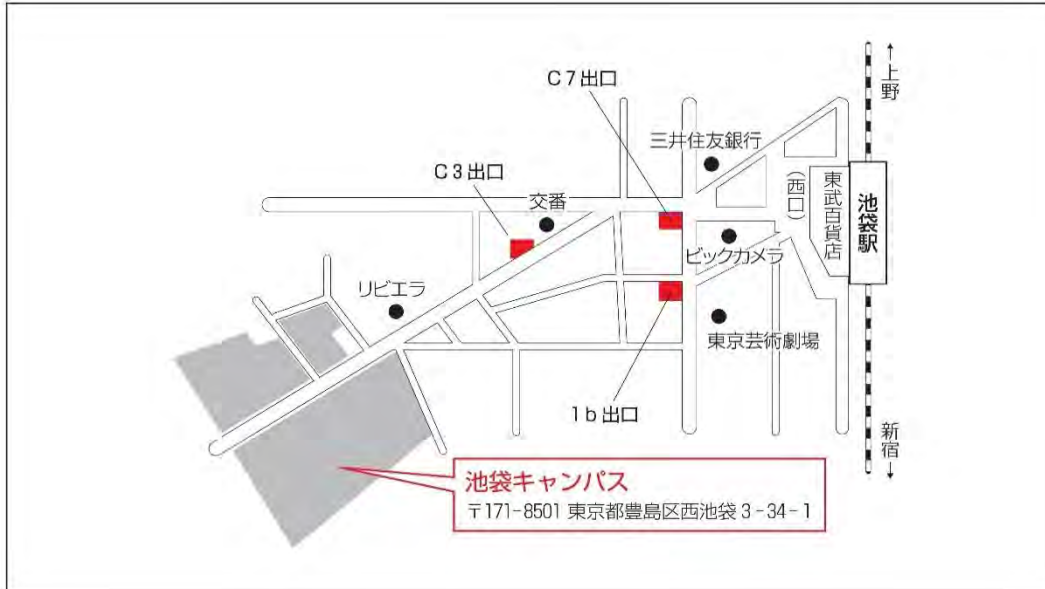 ↑上野
C7出口
三井住友銀行
C3出口
交番
(西口)
東武百貨店
池袋駅
ビックカメラ
リビエラ
東京芸術劇場
1b出口
新宿↓
池袋キャンパス
〒171-8501 東京都豊島区西池袋3-34-1